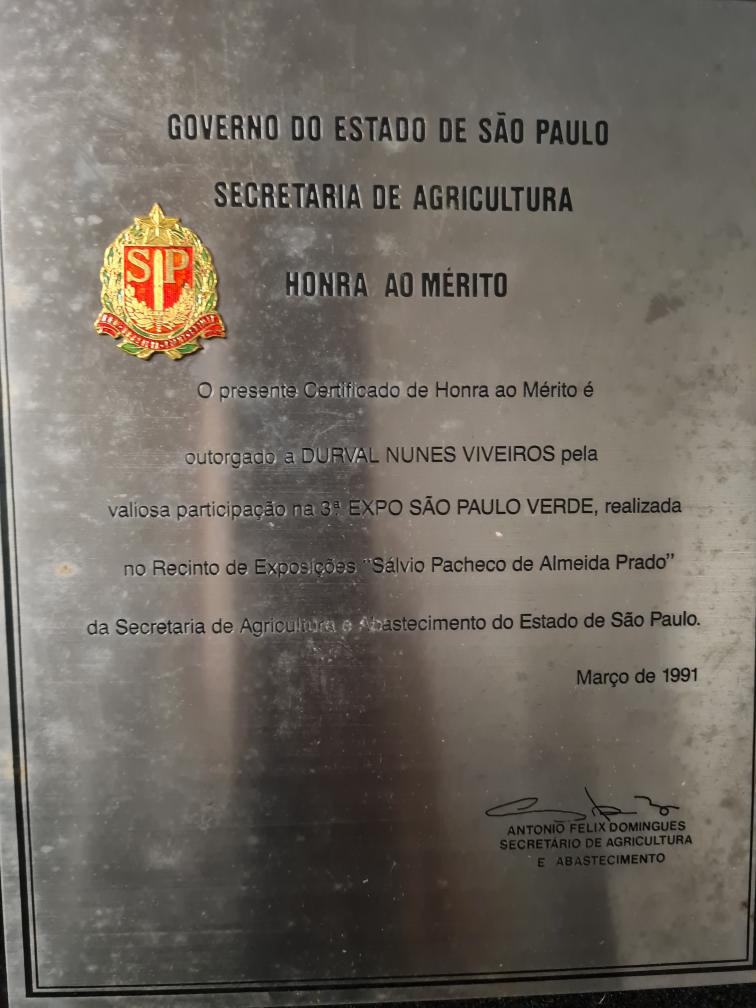 GOVERNO DO ESTADO DE SÃO PAULO
SECRETARIA DE AGRICULTURA
SP
HONRA AO MÉRITO
O presente Certificado de Honra ao Mérito é
outorgado a DURVAL NUNES VIVEIROS pela
valiosa participação na 3ª EXPO SÃO PAULO VERDE, realizada
no Recinto de Exposições "Sálvio Pacheco de Almeida Prado"
da Secretaria de Agricultura e Abastecimento do Estado de São Paulo.
Março de 1991
ANTONIO FELIX DOMINGUES
SECRETÁRIO DE AGRICULTURA
E ABASTECIMENTO